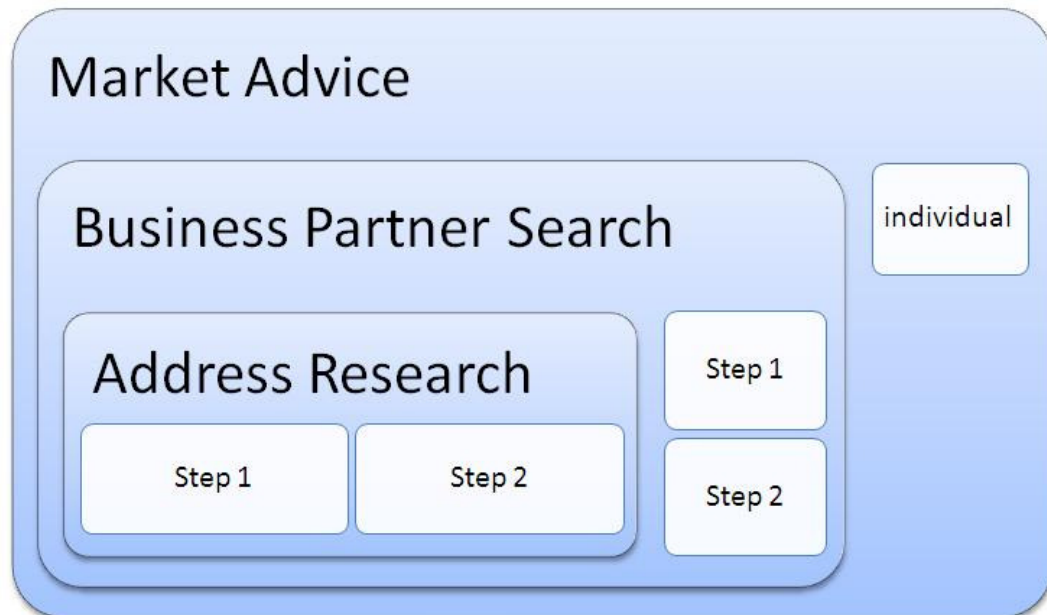 Market Advice
individual
Business Partner Search
Address Research
Step 1
Step 2
Step 1
Step 2